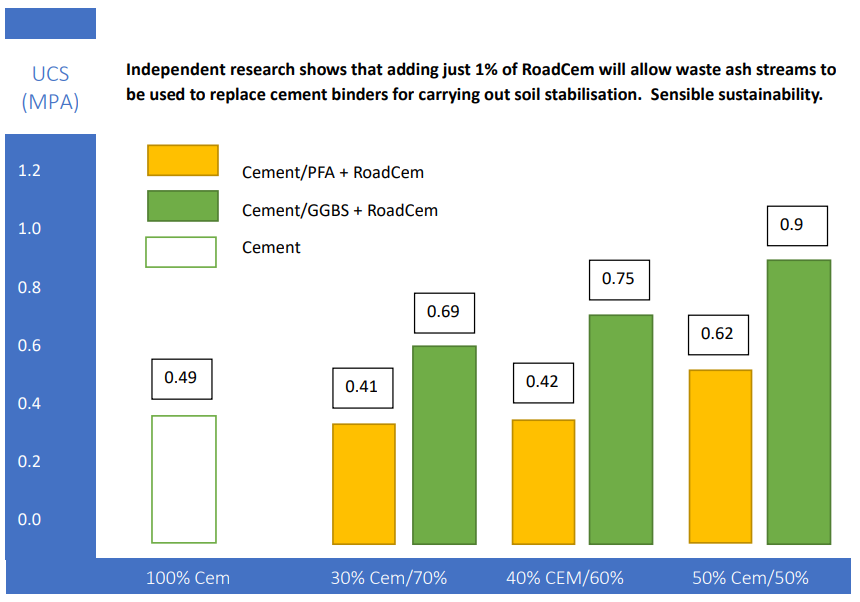 UCS
(MPA)
Independent research shows that adding just 1% of RoadCem will allow waste ash streams to
be used to replace cement binders for carrying out soil stabilisation.  Sensible sustainability.
1.2
1.0
0.8
0.6
0.4
0.2
0.0
Cement/PFA + RoadCem
Cement/GGBS + RoadCem
Cement
0.49
0.41
0.69
0.42
0.75
0.62
0.9
100% Cem
30% Cem/70%
40% CEM/60%
50% Cem/50%